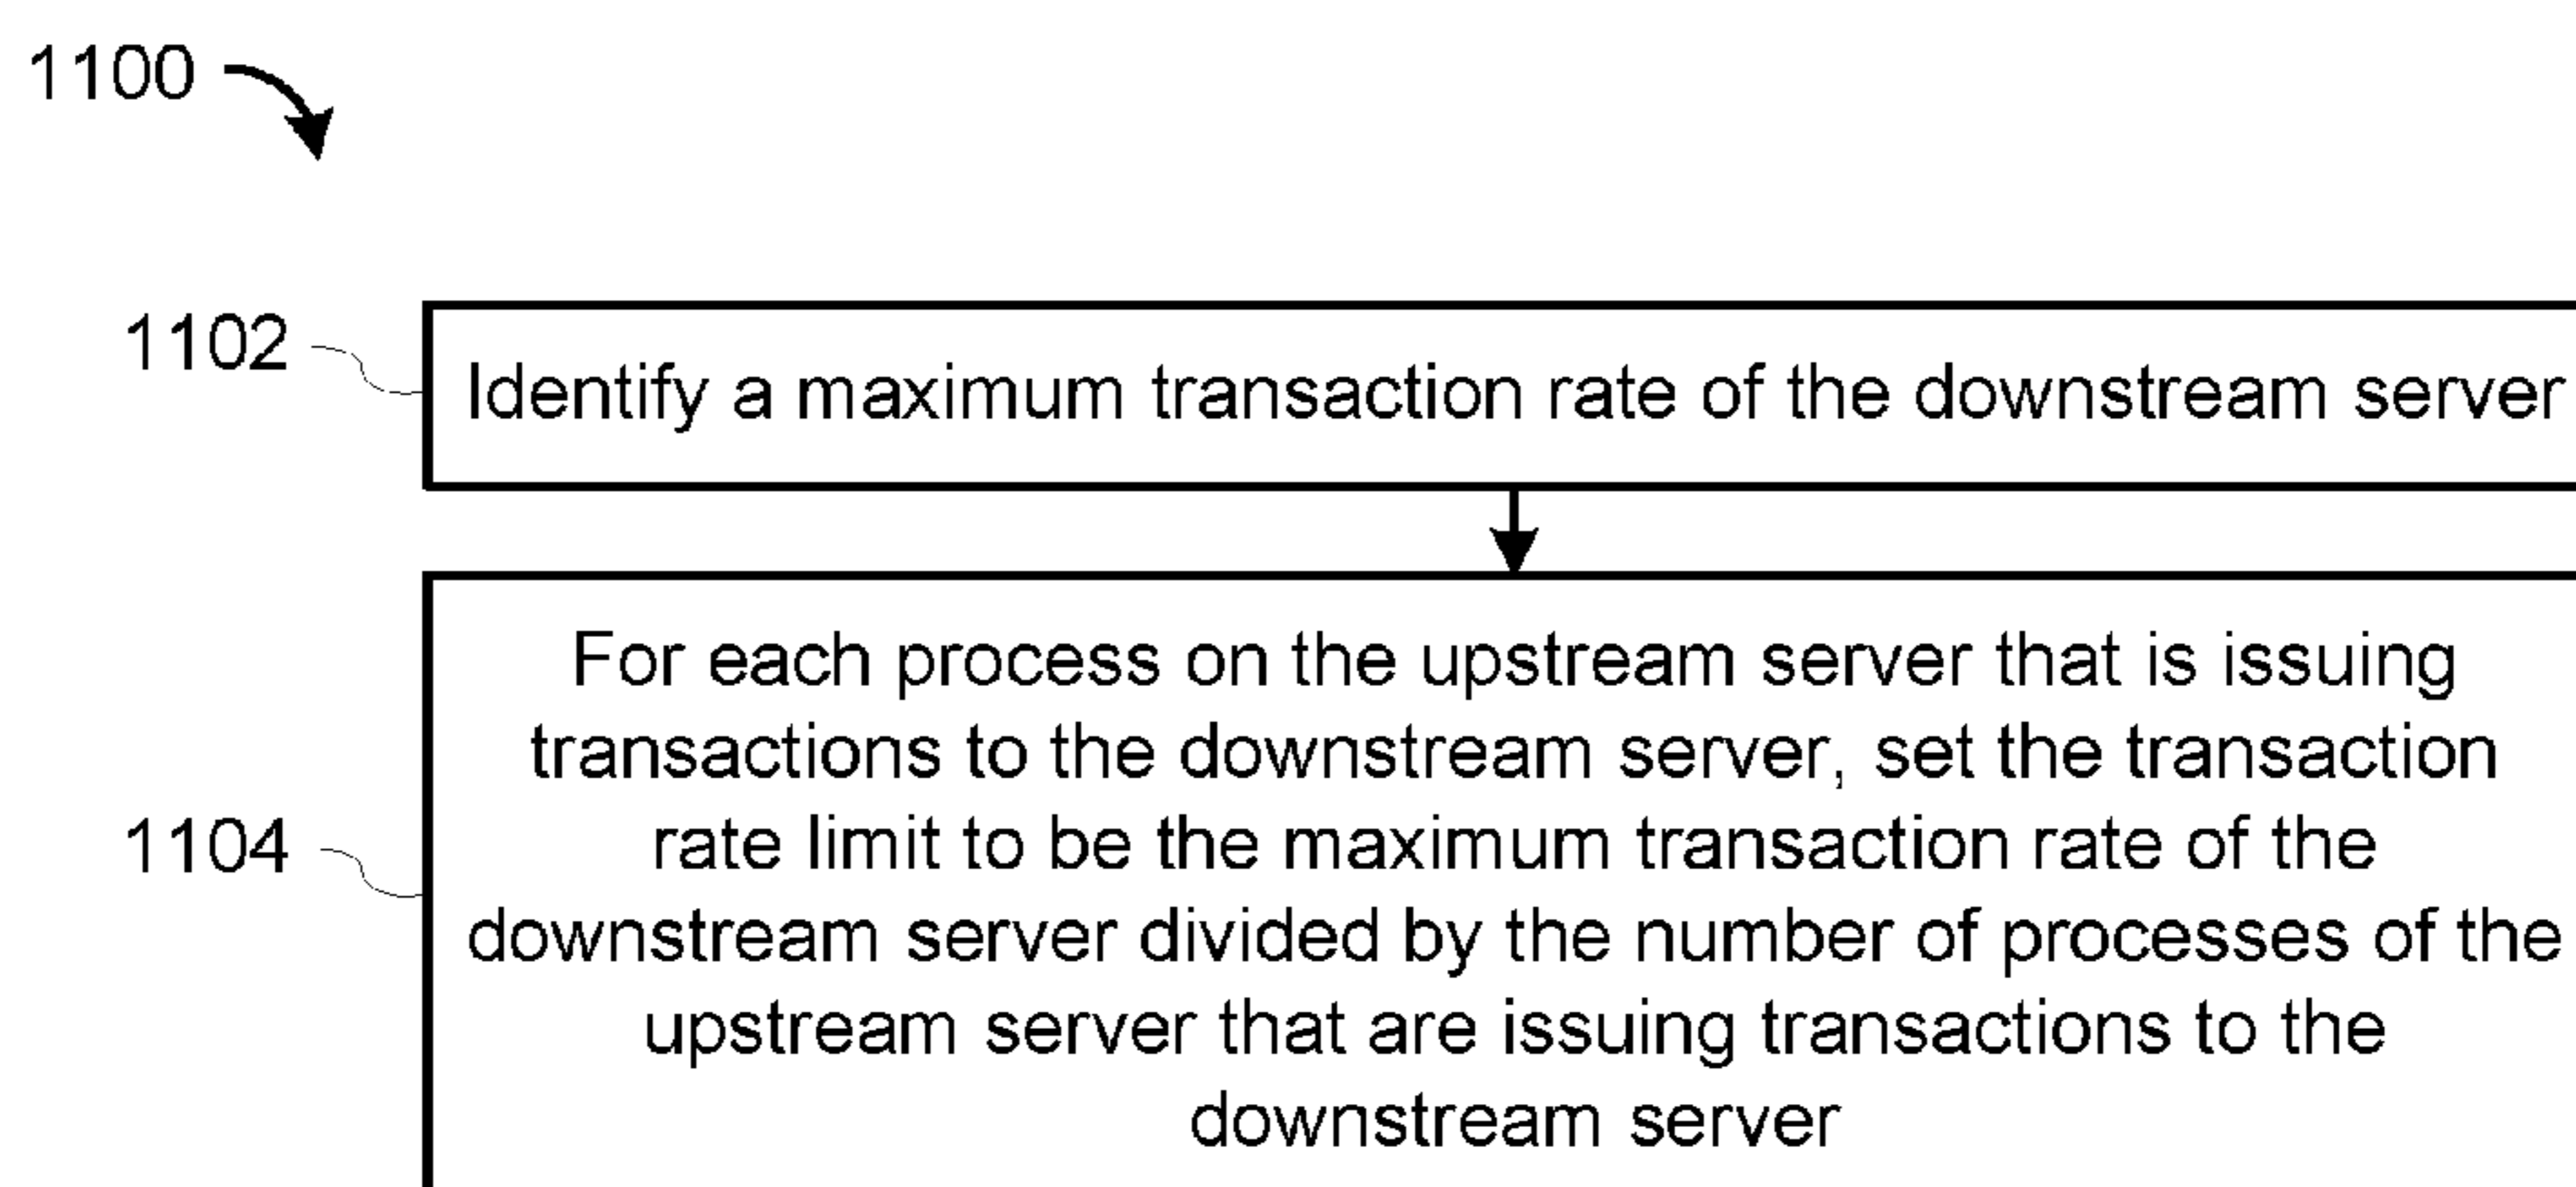 1100
1102
Identify a maximum transaction rate of the downstream server
For each process on the upstream server that is issuing
transactions to the downstream server, set the transaction
1104
rate limit to be the maximum transaction rate of the
downstream server divided by the number of processes of the
upstream server that are issuing transactions to the
downstream server